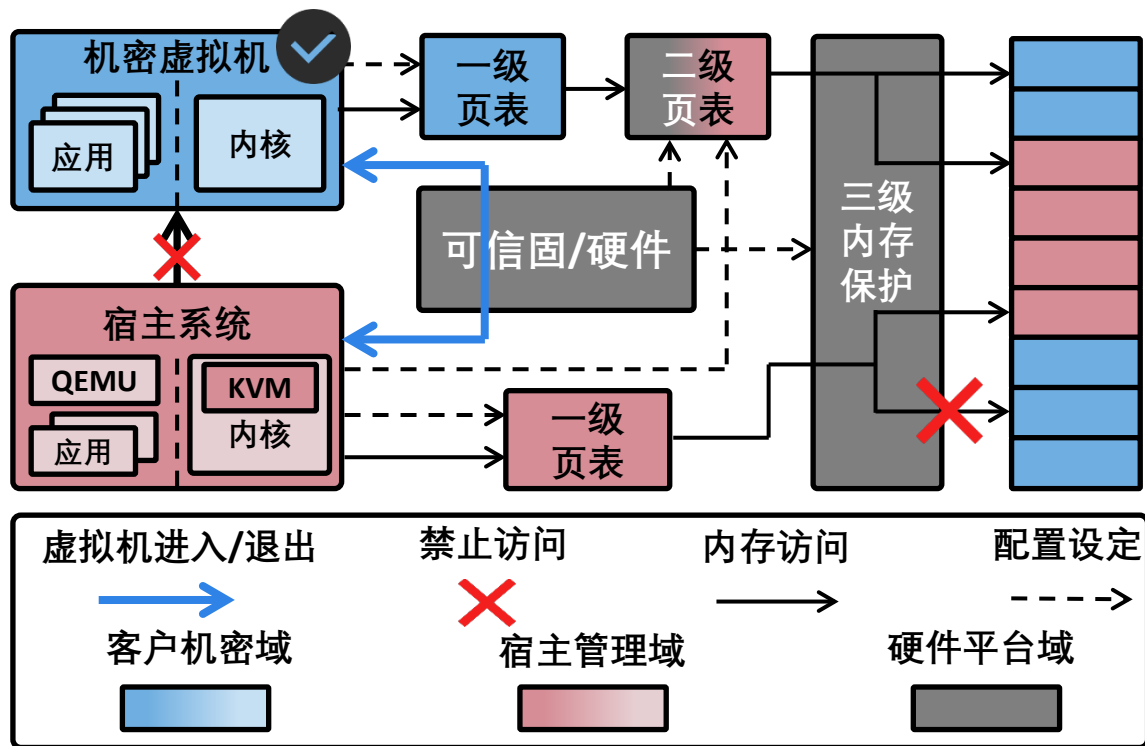 机密虚拟机
应用
内核
一级
页表
二级
页表
可信固/硬件
三级
内存
保护
宿主系统
QEMU
KVM
应用
内核
一级
页表
虚拟机进入/退出
禁止访问
内存访问
配置设定
客户机密域
宿主管理域
硬件平台域